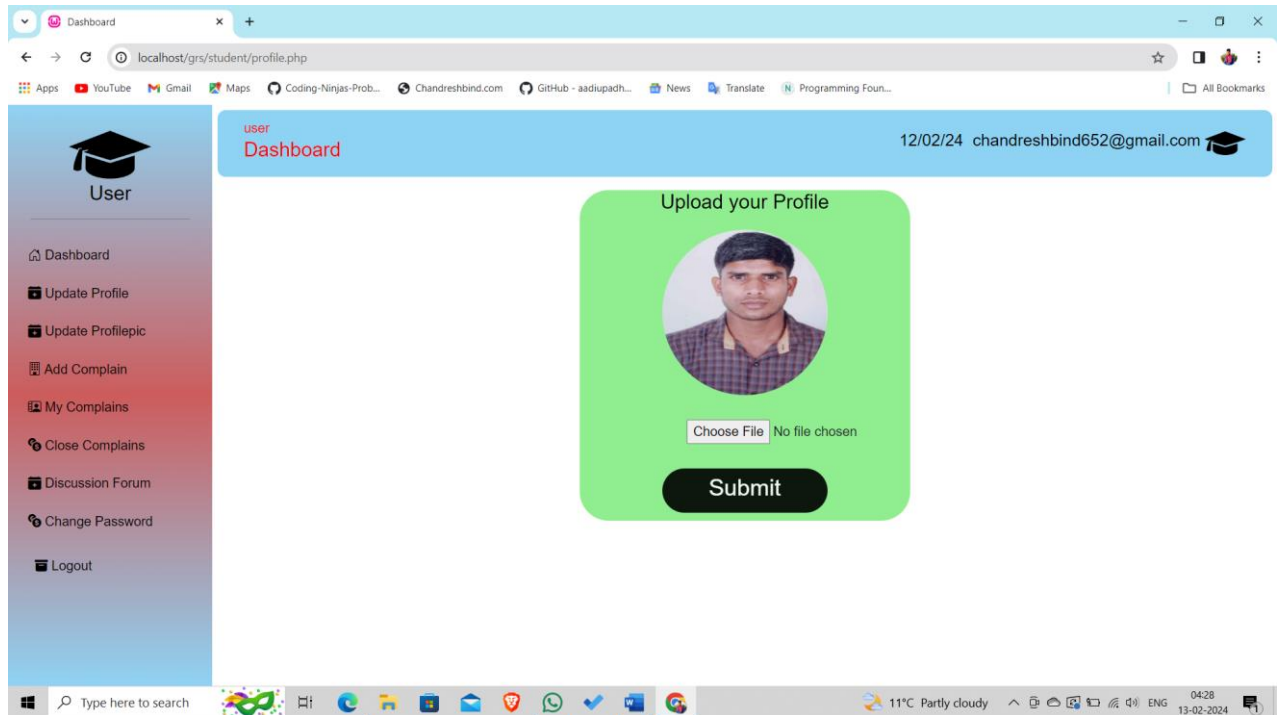 Dashboard
localhost/grs/student/profile.php
Apps YouTube Gmail Maps Coding-Ninjas-Prob... Chandreshbind.com GitHub - aadiupadh... News Translate Programming Foun... All Bookmarks
User
Dashboard
Update Profile
Update Profilepic
Add Complain
My Complains
Close Complains
Discussion Forum
Change Password
Logout
user
Dashboard
12/02/24 chandreshbind652@gmail.com
Upload your Profile
Choose File No file chosen
Submit
Type here to search
11°C Partly cloudy
ENG
04:28
13-02-2024